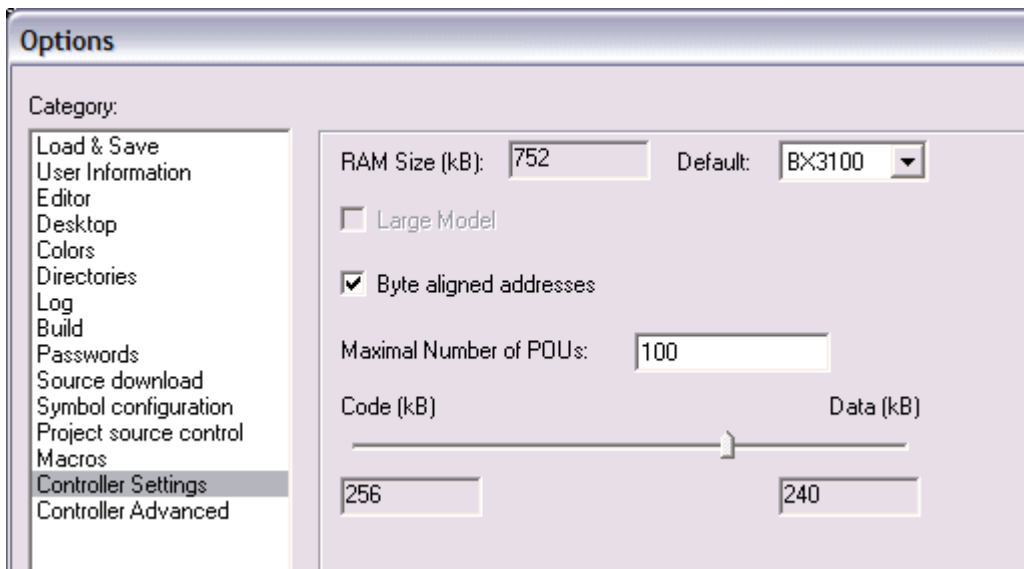 Options
Category:
Load & Save
User Information
Editor
Desktop
Colors
Directories
Log
Build
Passwords
Source download
Symbol configuration
Project source control
Macros
Controller Settings
Controller Advanced
RAM Size (kB): 752 Default: BX3100
Large Model
Byte aligned addresses
Maximal Number of POUs: 100
Code (kB) Data (kB)
256 240